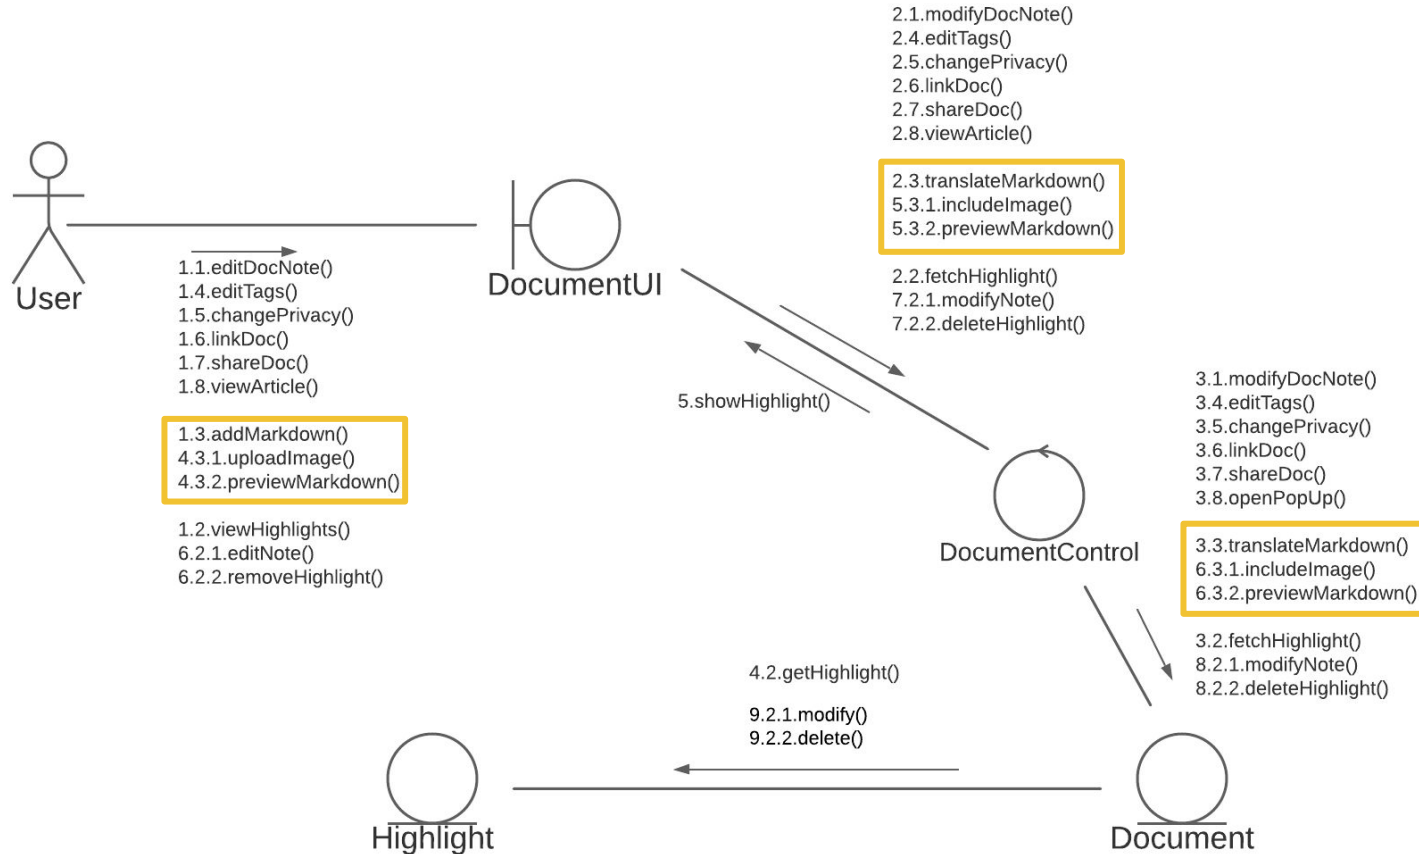 2.1.modifyDocNote()
2.4.editTags()
2.5.changePrivacy()
2.6.linkDoc()
2.7.shareDoc()
2.8.viewArticle()
2.3.translateMarkdown()
5.3.1.includeImage()
5.3.2.previewMarkdown()
2.2.fetchHighlight()
7.2.1.modifyNote()
7.2.2.deleteHighlight()
User
DocumentUI
1.1.editDocNote()
1.4.editTags()
1.5.changePrivacy()
1.6.linkDoc()
1.7.shareDoc()
1.8.viewArticle()
1.3.addMarkdown()
4.3.1.uploadImage()
4.3.2.previewMarkdown()
1.2.viewHighlights()
6.2.1.editNote()
6.2.2.removeHighlight()
5.showHighlight()
DocumentControl
3.1.modifyDocNote()
3.4.editTags()
3.5.changePrivacy()
3.6.linkDoc()
3.7.shareDoc()
3.8.openPopUp()
3.3.translateMarkdown()
6.3.1.includeImage()
6.3.2.previewMarkdown()
3.2.fetchHighlight()
8.2.1.modifyNote()
8.2.2.deleteHighlight()
4.2.getHighlight()
9.2.1.modify()
9.2.2.delete()
Highlight
Document